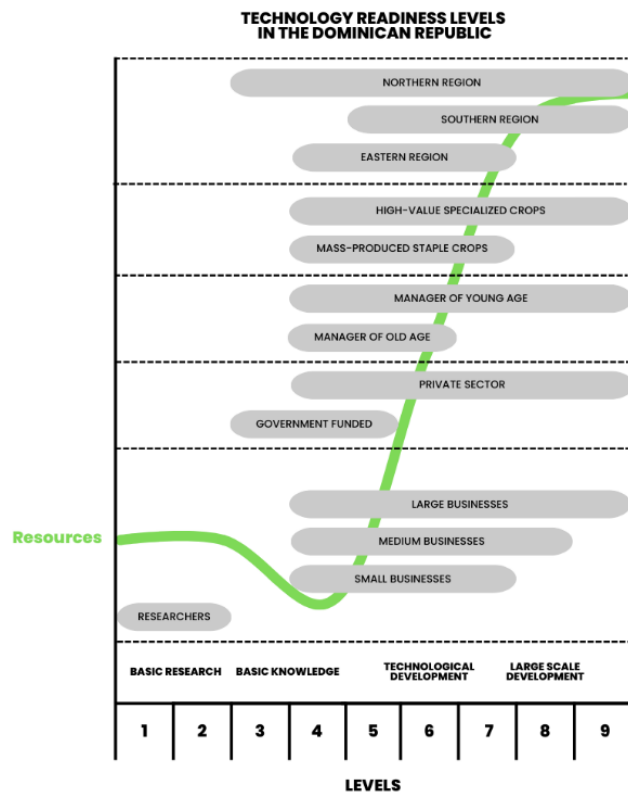 TECHNOLOGY READINESS LEVELS
IN THE DOMINICAN REPUBLIC
NORTHERN REGION
SOUTHERN REGION
EASTERN REGION
HIGH-VALUE SPECIALIZED CROPS
MASS-PRODUCED STAPLE CROPS
MANAGER OF YOUNG AGE
MANAGER OF OLD AGE
PRIVATE SECTOR
GOVERNMENT FUNDED
LARGE BUSINESSES
Resources
MEDIUM BUSINESSES
SMALL BUSINESSES
RESEARCHERS
BASIC RESEARCH
BASIC KNOWLEDGE
TECHNOLOGICAL
DEVELOPMENT
LARGE SCALE
DEVELOPMENT
1 2 3 4 5 6 7 8 9
LEVELS